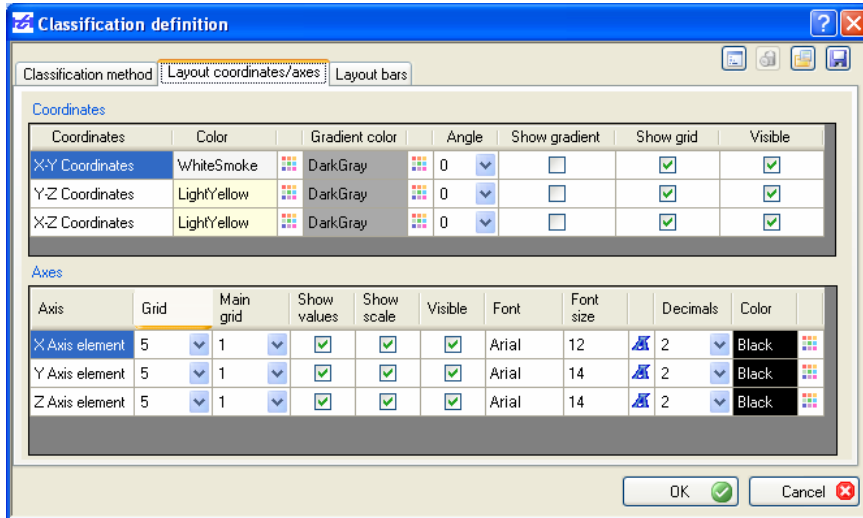 Classification definition
Classification method Layout coordinates/axes Layout bars
Coordinates
Coordinates Color Gradient color Angle Show gradient Show grid Visible
X-Y Coordinates WhiteSmoke DarkGray 0
Y-Z Coordinates LightYellow DarkGray 0
X-Z Coordinates LightYellow DarkGray 0
Axes
Axis Grid Main grid Show values Show scale Visible Font Font size Decimals Color
X Axis element 5 1 Arial 12 2 Black
Y Axis element 5 1 Arial 14 2 Black
Z Axis element 5 1 Arial 14 2 Black
OK Cancel